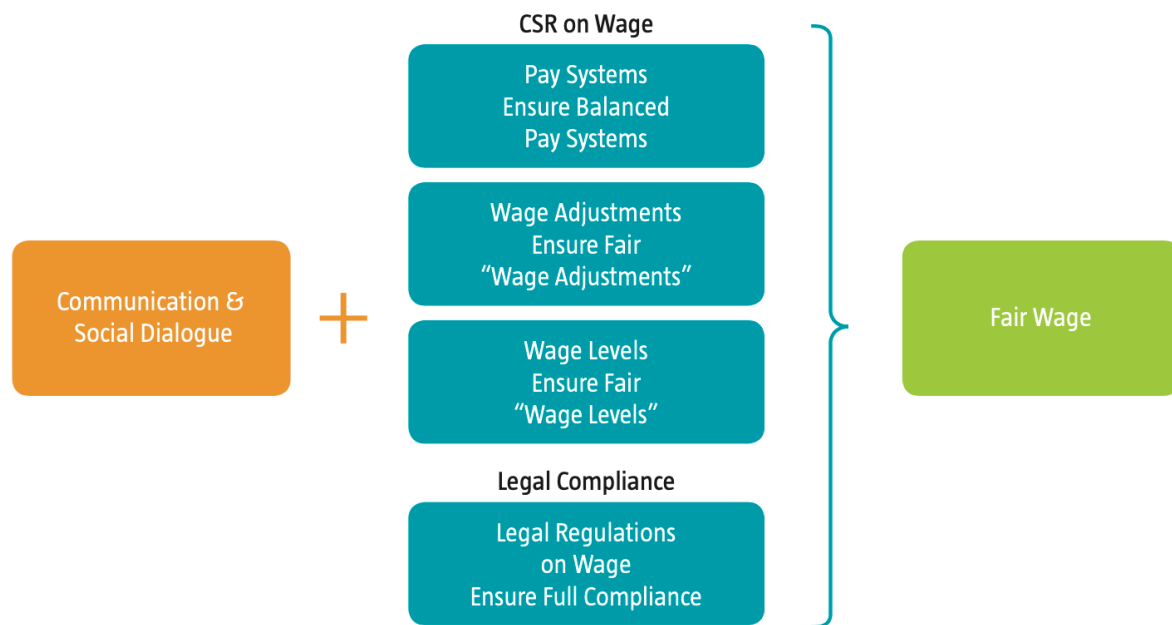 CSR on Wage
Pay Systems
Ensure Balanced
Pay Systems
Wage Adjustments
Ensure Fair
“Wage Adjustments”
Communication &
Social Dialogue
+
Wage Levels
Ensure Fair
“Wage Levels”
Fair Wage
Legal Compliance
Legal Regulations
on Wage
Ensure Full Compliance